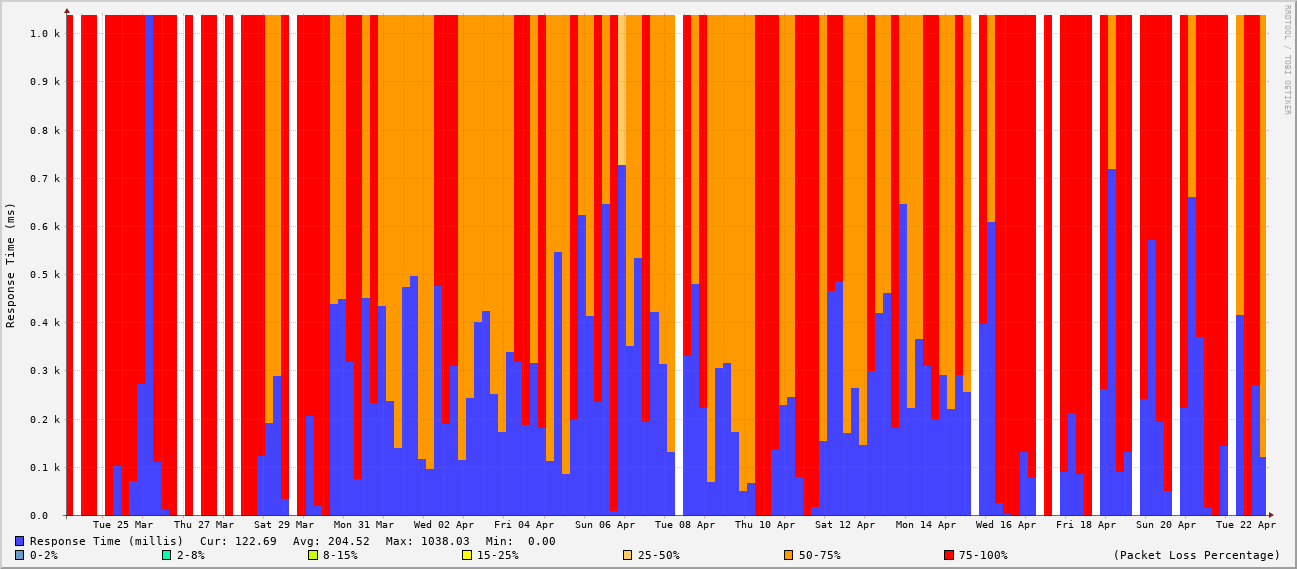 RRDTOOL / TOBI OETIKER
Response Time (ms)
1.0 k
0.9 k
0.8 k
0.7 k
0.6 k
0.5 k
0.4 k
0.3 k
0.2 k
0.1 k
0.0
Tue 25 Mar Thu 27 Mar Sat 29 Mar Mon 31 Mar Wed 02 Apr Fri 04 Apr Sun 06 Apr Tue 08 Apr Thu 10 Apr Sat 12 Apr Mon 14 Apr Wed 16 Apr Fri 18 Apr Sun 20 Apr Tue 22 Apr
Response Time (millis) Cur: 122.69 Avg: 204.52 Max: 1038.03 Min: 0.00
0-2% 2-8% 8-15% 15-25% 25-50% 50-75% 75-100% (Packet Loss Percentage)